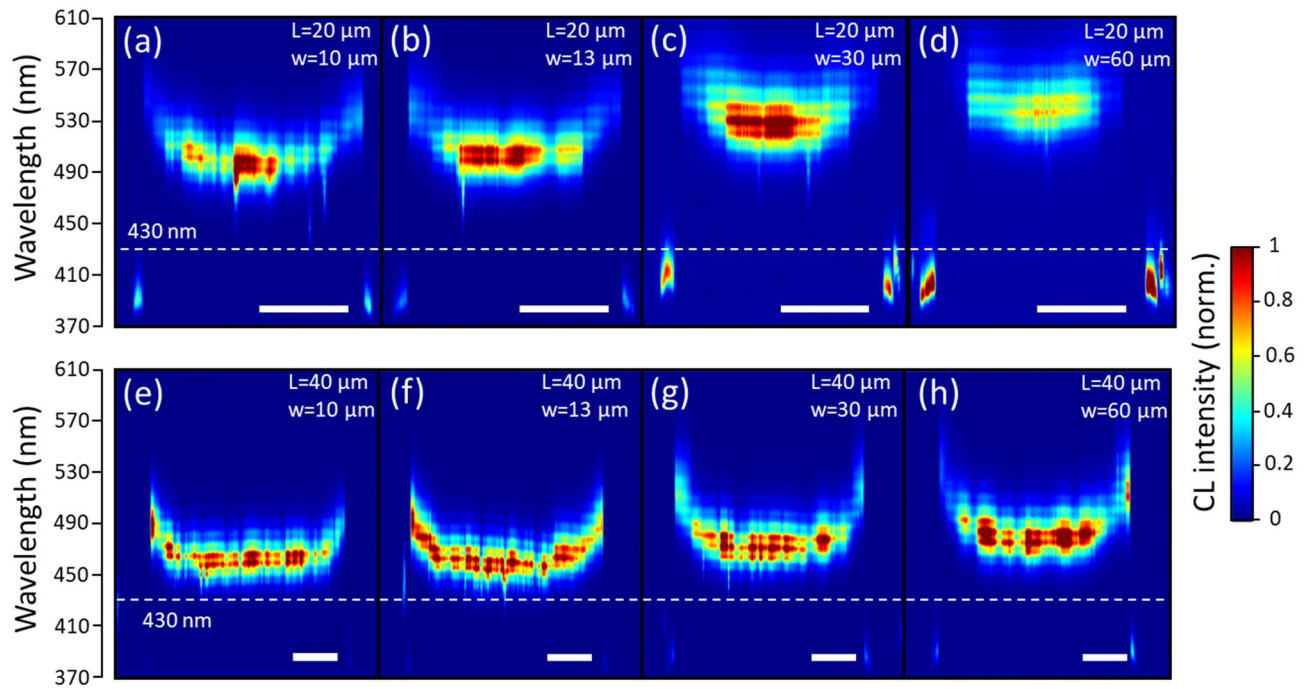 610
570
530
490
450
410
370
Wavelength (nm)
(a)
L=20 μm
w=10 μm
(b)
L=20 μm
w=13 μm
(c)
L=20 μm
w=30 μm
(d)
L=20 μm
w=60 μm
430 nm
610
570
530
490
450
410
370
Wavelength (nm)
(e)
L=40 μm
w=10 μm
(f)
L=40 μm
w=13 μm
(g)
L=40 μm
w=30 μm
(h)
L=40 μm
w=60 μm
430 nm
CL intensity (norm.)
1
0.8
0.6
0.4
0.2
0